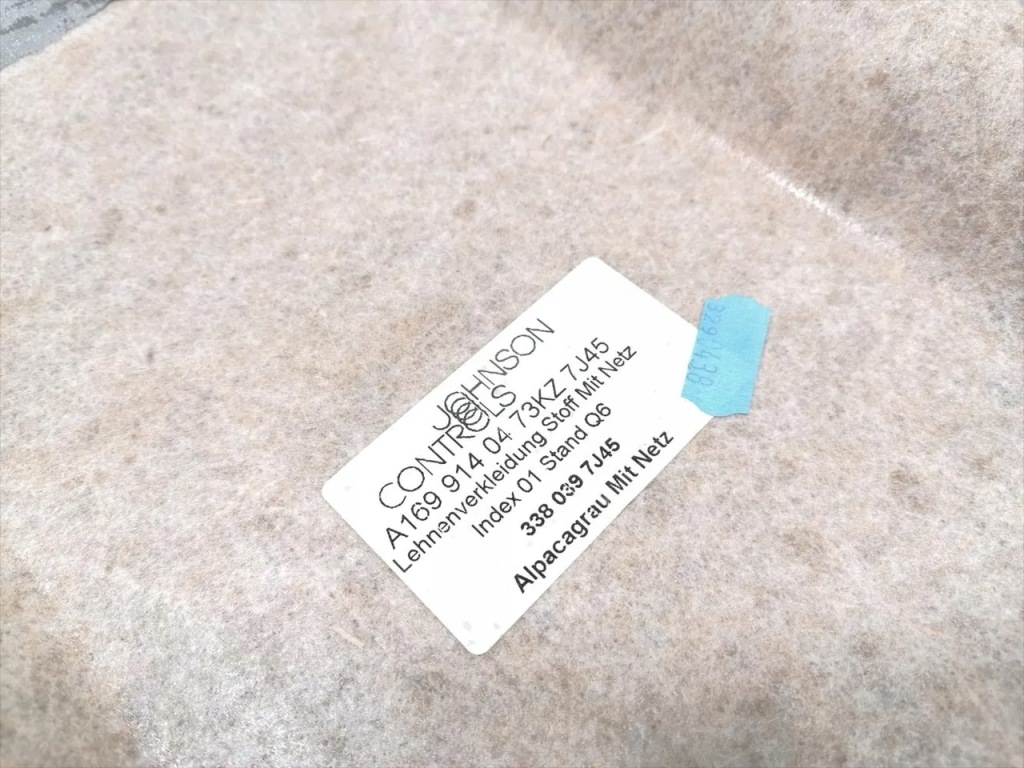 JOHNSON
CONTROLS
A169 914 04 73KZ 7J45
Lehnenverkleidung Stoff Mit Netz
Index 01 Stand Q6
338 039 7J45
Alpacagrau Mit Netz